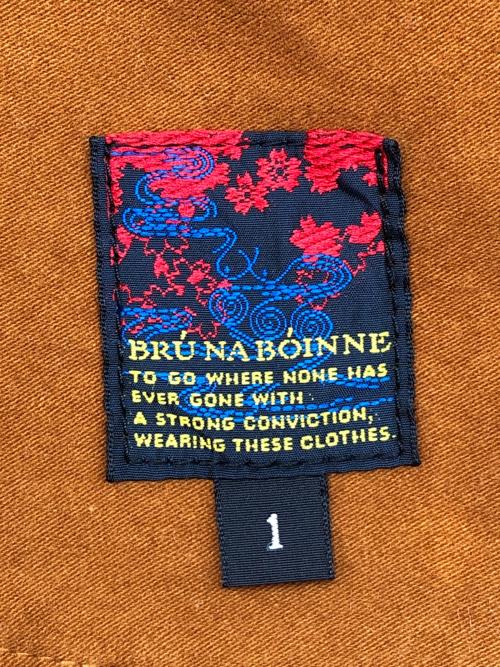 BRÚ NA BÓINNE
TO GO WHERE NONE HAS
EVER GONE WITH
A STRONG CONVICTION,
WEARING THESE CLOTHES.
1